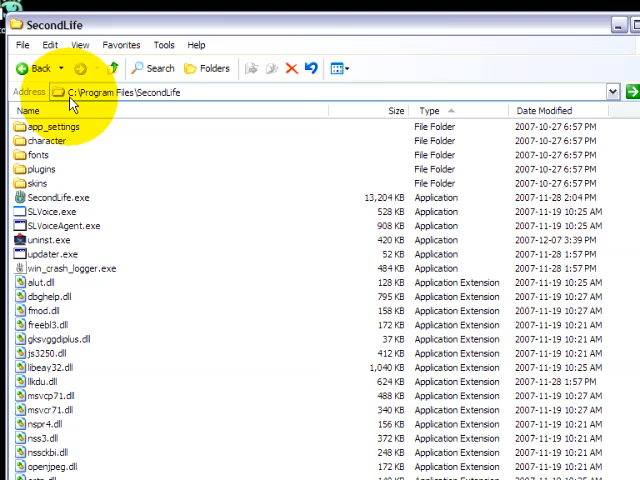 SecondLife
File Edit View Favorites Tools Help
Back Search Folders
Address C:\Program Files\SecondLife
Name Size Type Date Modified
app_settings File Folder 2007-10-27 6:57 PM
character File Folder 2007-10-27 6:57 PM
fonts File Folder 2007-10-27 6:57 PM
plugins File Folder 2007-10-27 6:57 PM
skins File Folder 2007-10-27 6:57 PM
SecondLife.exe 13,204 KB Application 2007-11-28 2:04 PM
SLVoice.exe 528 KB Application 2007-11-19 10:25 AM
SLVoiceAgent.exe 908 KB Application 2007-11-19 10:25 AM
uninst.exe 420 KB Application 2007-12-07 3:39 PM
updater.exe 52 KB Application 2007-11-28 1:57 PM
win_crash_logger.exe 484 KB Application 2007-11-28 1:57 PM
alut.dll 128 KB Application Extension 2007-11-19 10:25 AM
dbghelp.dll 795 KB Application Extension 2007-11-19 10:27 AM
fmod.dll 158 KB Application Extension 2007-11-19 10:27 AM
freebl3.dll 172 KB Application Extension 2007-11-19 10:21 AM
gksvggdiplus.dll 37 KB Application Extension 2007-11-19 10:21 AM
js3250.dll 412 KB Application Extension 2007-11-19 10:21 AM
libeay32.dll 1,040 KB Application Extension 2007-11-19 10:25 AM
llkdu.dll 624 KB Application Extension 2007-11-28 1:57 PM
msvcp71.dll 488 KB Application Extension 2007-11-19 10:27 AM
msvcr71.dll 340 KB Application Extension 2007-11-19 10:27 AM
nspr4.dll 156 KB Application Extension 2007-11-19 10:21 AM
nss3.dll 372 KB Application Extension 2007-11-19 10:21 AM
nssckbi.dll 248 KB Application Extension 2007-11-19 10:21 AM
openjpeg.dll 176 KB Application Extension 2007-11-19 10:21 AM